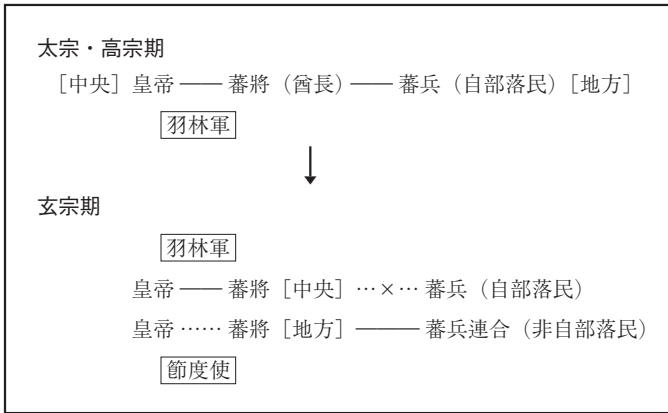 太宗・高宗期
［中央］皇帝 ―― 蕃將（酋長）―― 蕃兵（自部落民）［地方］
羽林軍
↓
玄宗期
羽林軍
皇帝 ―― 蕃將［中央］…×… 蕃兵（自部落民）
皇帝 …… 蕃將［地方］――― 蕃兵連合（非自部落民）
節度使